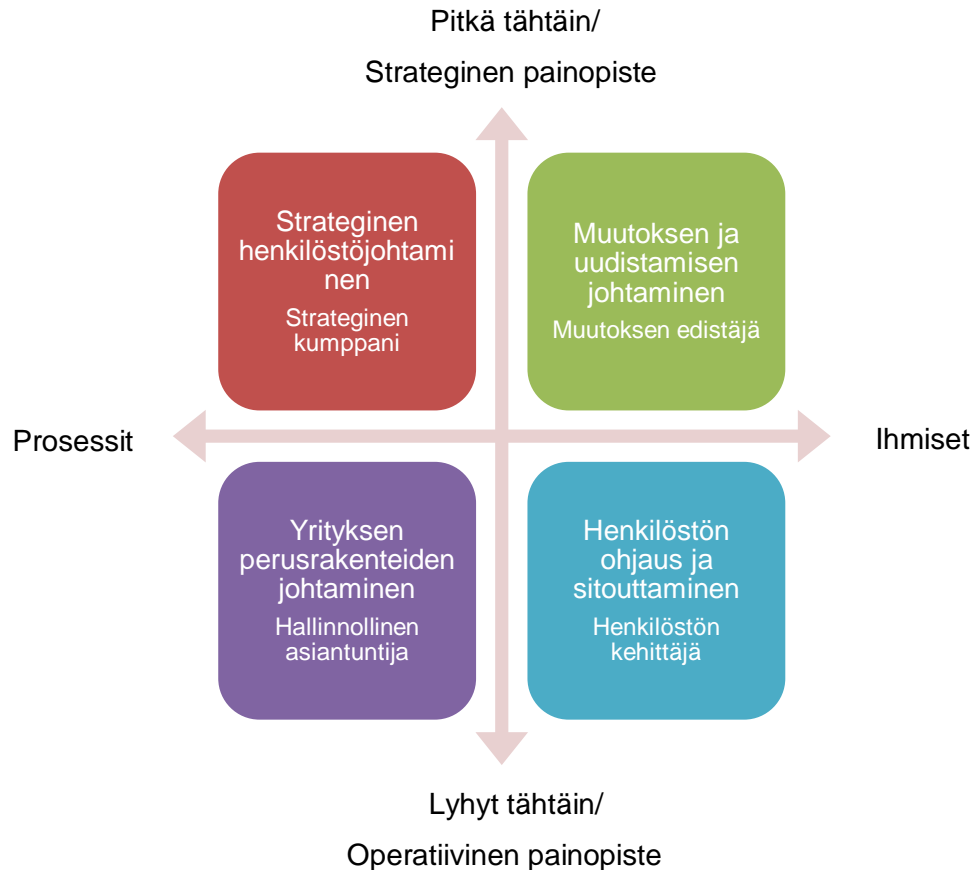 Pitkä tähtäin/
Strateginen painopiste
Strateginen
henkilöstöjohtami
nen
Strateginen
kumppani
Muutoksen ja
uudistamisen
johtaminen
Muutoksen edistäjä
Prosessit
Ihmiset
Yrityksen
perusrakenteiden
johtaminen
Hallinnollinen
asiantuntija
Henkilöstön
ohjaus ja
sitouttaminen
Henkilöstön
kehittäjä
Lyhyt tähtäin/
Operatiivinen painopiste